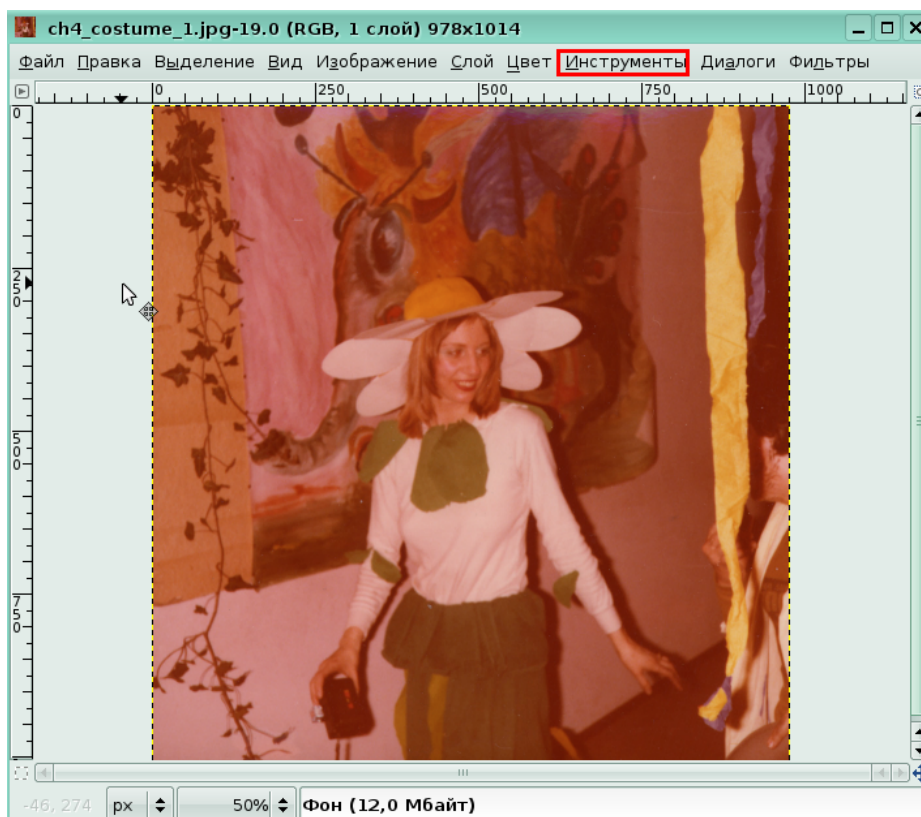 ch4_costume_1.jpg-19.0 (RGB, 1 слой) 978x1014
Файл Правка Выделение Вид Изображение Слой Цвет Инструменты Диалоги Фильтры
0 250 500 750 1000
0
250
500
750
-46, 274 px 50% Фон (12,0 Мбайт)